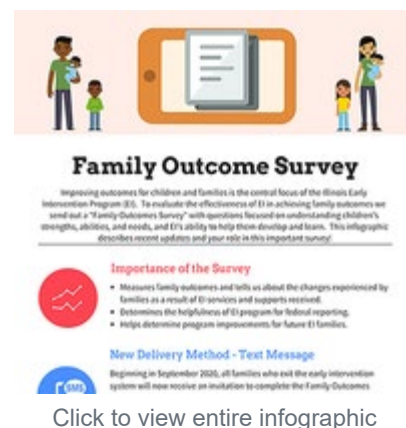 Family Outcome Survey
Improving outcomes for children and families is the central focus of the Illinois Early
Intervention Program (EI). To evaluate the effectiveness of EI in achieving family outcomes we
send out a "Family Outcomes Survey" with questions focused on understanding children's
strengths, abilities, and needs, and EI's ability to help them develop and learn. This infographic
describes recent updates and your role in this important survey!
Importance of the Survey
• Measures family outcomes and tells us about the changes experienced by
families as a result of EI services and supports received.
• Determines the helpfulness of EI program for federal reporting.
• Helps determine program improvements for future EI families.
New Delivery Method - Text Message
SMS
Beginning in September 2020, all families who exit the early intervention
system will now receive an invitation to complete the Family Outcomes
Click to view entire infographic